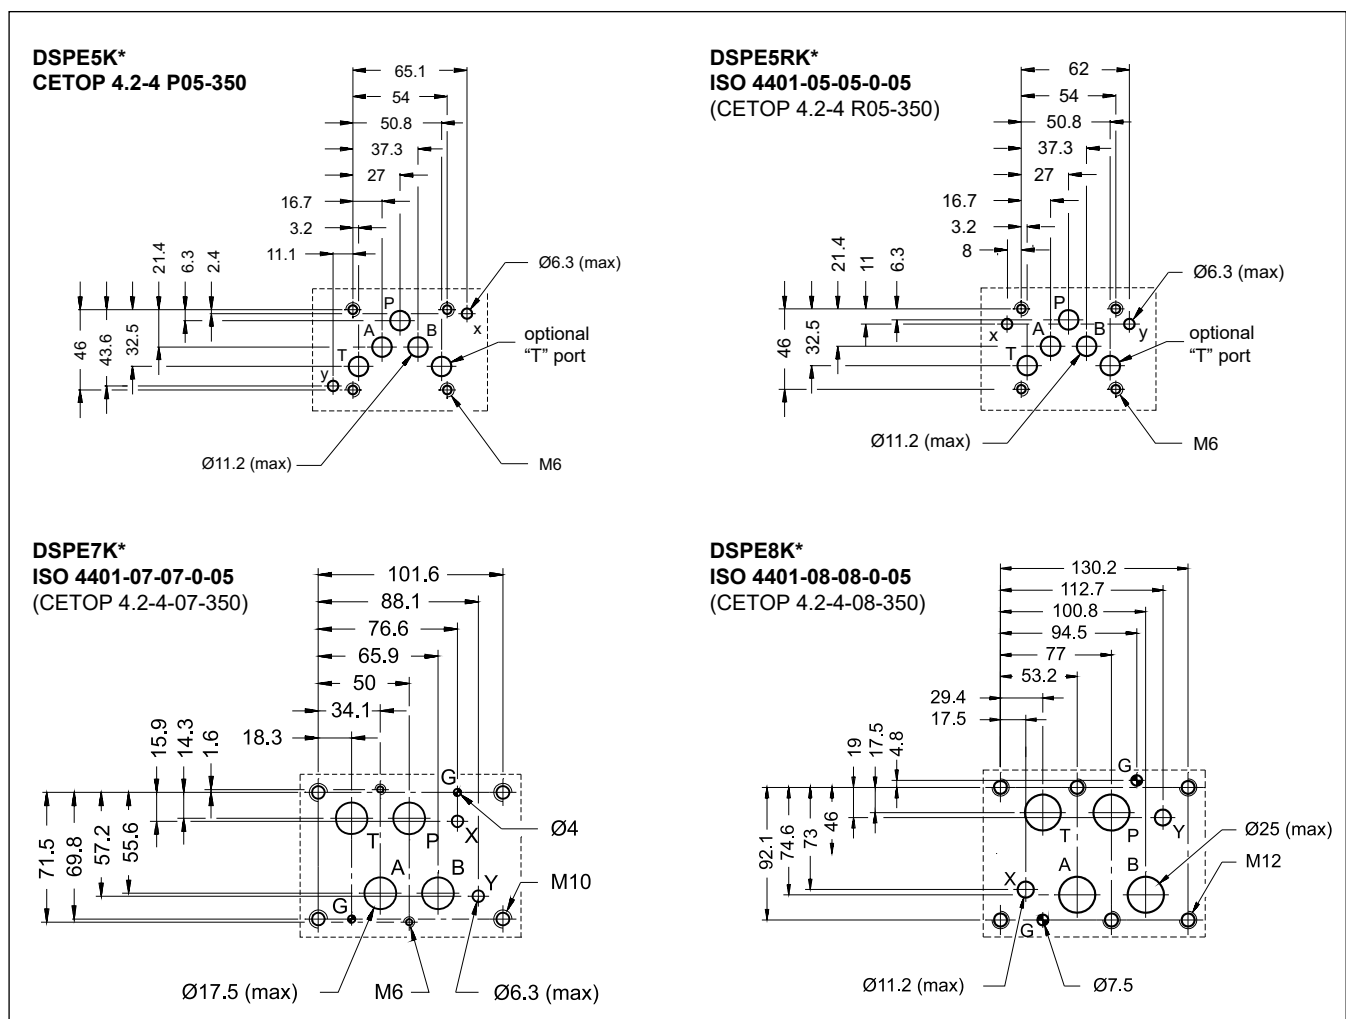 DSPE5K*
CETOP 4.2-4 P05-350
65.1
54
50.8
37.3
27
16.7
3.2
11.1
21.4
6.3
2.4
46
43.6
32.5
P
A
B
T
x
y
Ø6.3 (max)
optional
“T” port
Ø11.2 (max)
M6
DSPE5RK*
ISO 4401-05-05-0-05
(CETOP 4.2-4 R05-350)
62
54
50.8
37.3
27
16.7
3.2
8
21.4
11
6.3
46
32.5
P
A
B
T
x
y
Ø6.3 (max)
optional
“T” port
Ø11.2 (max)
M6
DSPE7K*
ISO 4401-07-07-0-05
(CETOP 4.2-4-07-350)
101.6
88.1
76.6
65.9
50
34.1
18.3
15.9
14.3
1.6
71.5
69.8
57.2
55.6
G
T
P
X
A
B
Y
G
Ø4
M10
Ø17.5 (max)
M6
Ø6.3 (max)
DSPE8K*
ISO 4401-08-08-0-05
(CETOP 4.2-4-08-350)
130.2
112.7
100.8
94.5
77
53.2
29.4
17.5
19
17.5
4.8
92.1
74.6
73
46
G
T
P
Y
A
B
X
G
Ø25 (max)
M12
Ø11.2 (max)
Ø7.5